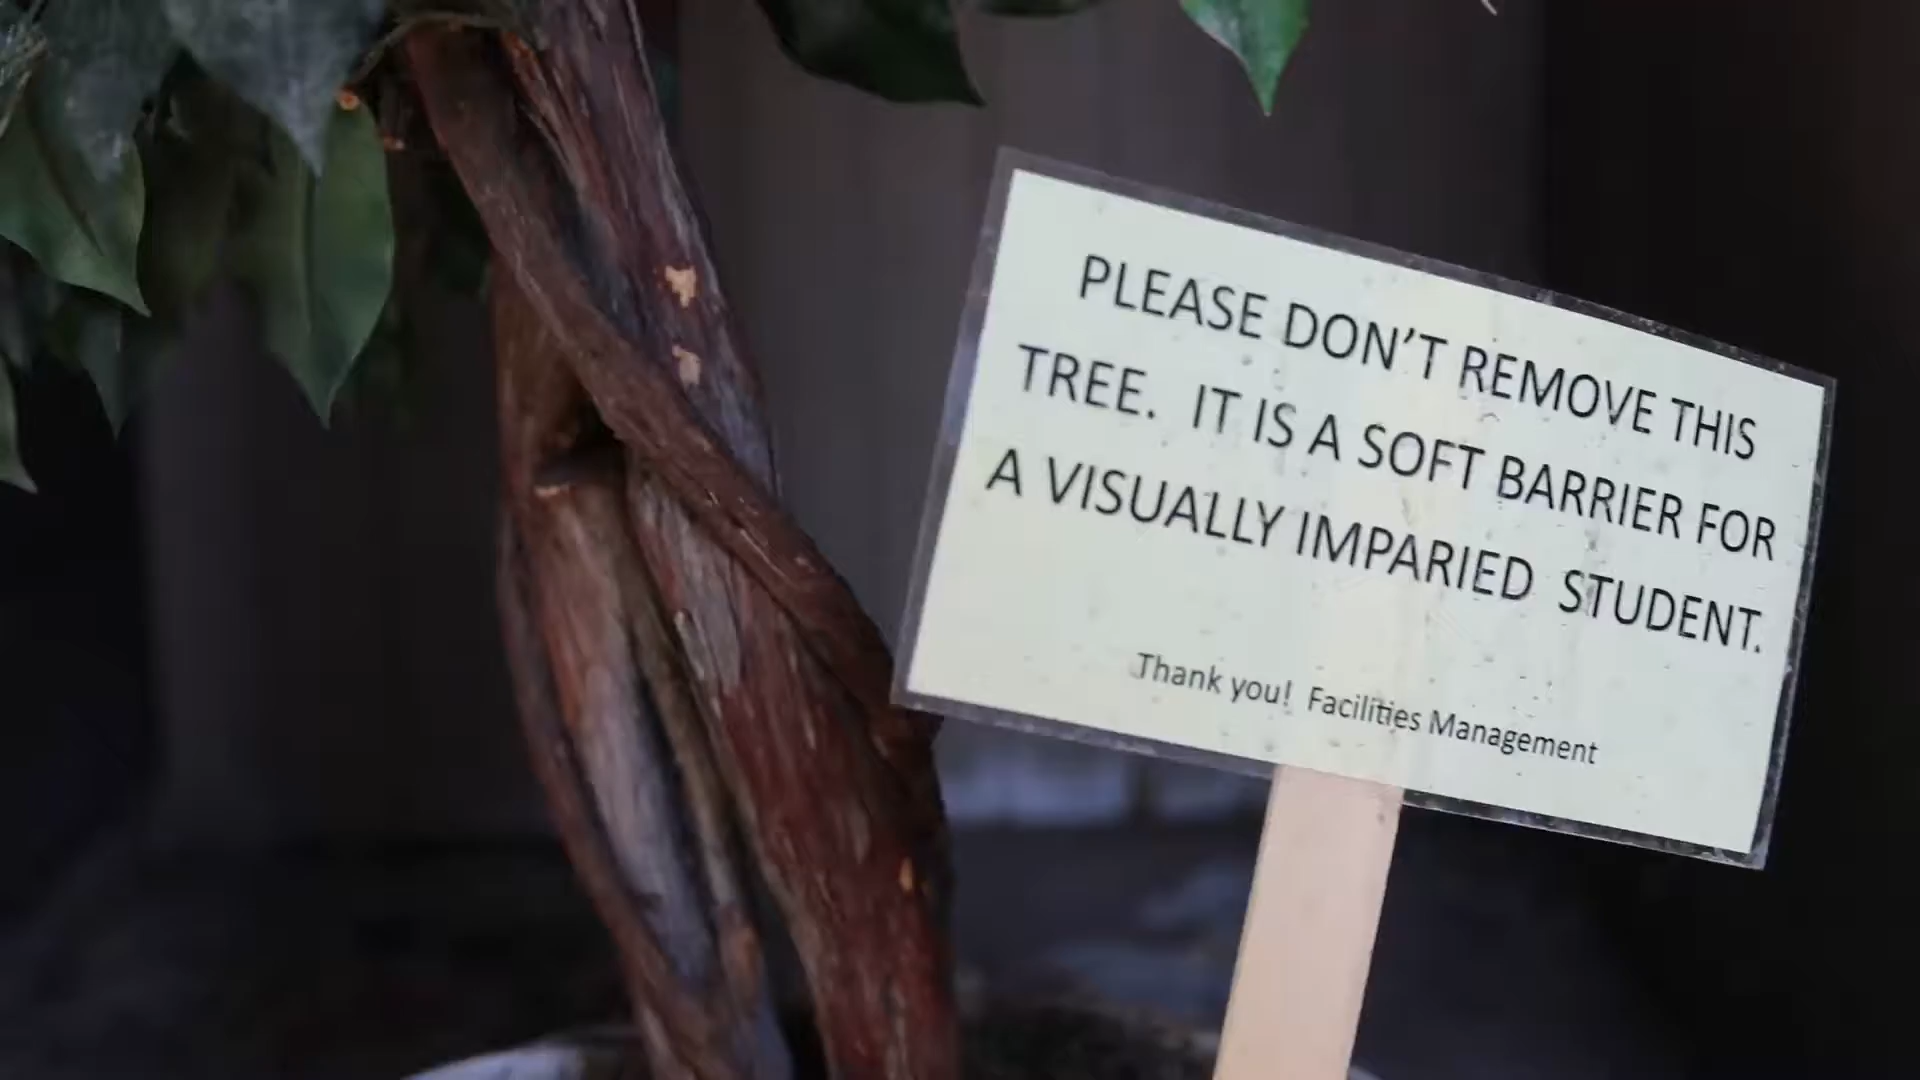 PLEASE DON'T REMOVE THIS
TREE. IT IS A SOFT BARRIER FOR
A VISUALLY IMPARIED STUDENT.
Thank you! Facilities Management